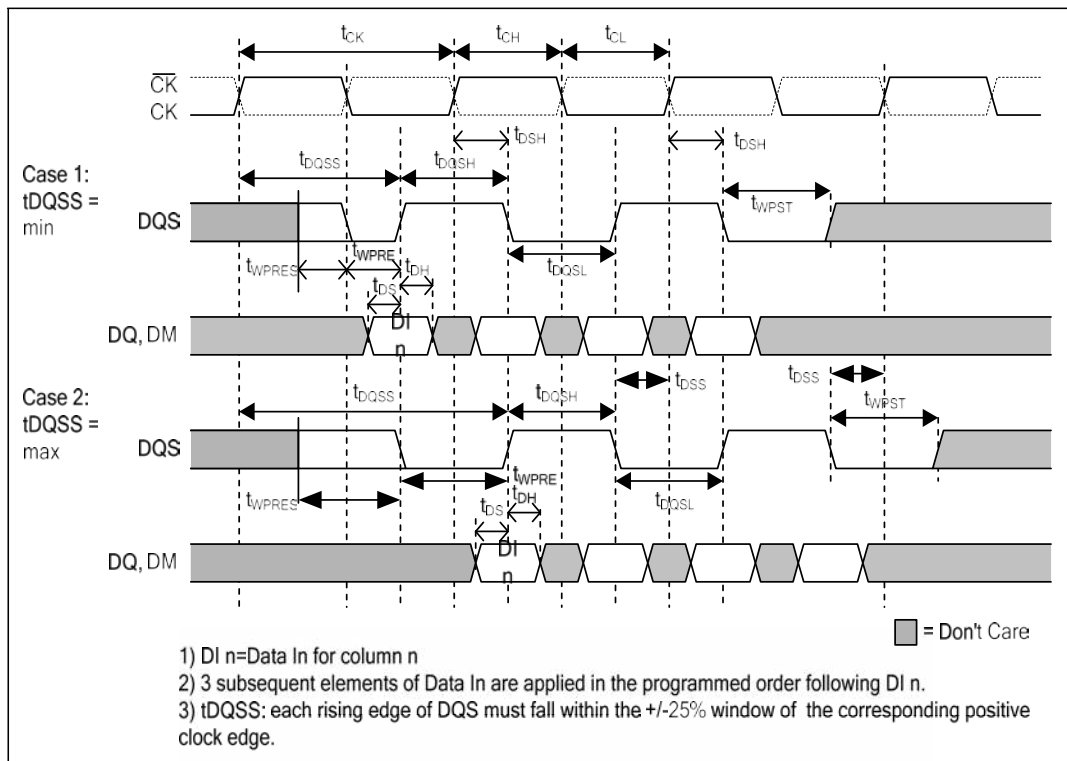 tCK tCH tCL
CK
CK
tDSH tDSH
tDQSS tDQSH
Case 1:
tDQSS =
min
DQS
tWPST
tWPRES tWPRE tDH tDQSL
tDS
DQ, DM
DI
n
Case 2:
tDQSS =
max
tDQSS tDQSH tDSS tDSS tWPST
DQS
tWPRES tWPRE tDQSL
tDH
tDS
DQ, DM
DI
n
= Don't Care
1) DI n=Data In for column n
2) 3 subsequent elements of Data In are applied in the programmed order following DI n.
3) tDQSS: each rising edge of DQS must fall within the +/-25% window of the corresponding positive
clock edge.